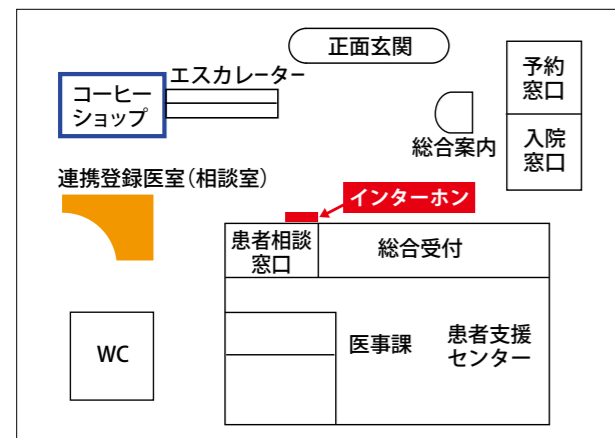 正面玄関
エスカレーター
コーヒー
ショップ
予約
窓口
総合案内
入院
窓口
連携登録医室（相談室）
インターホン
患者相談
窓口
総合受付
WC
医事課
患者支援
センター